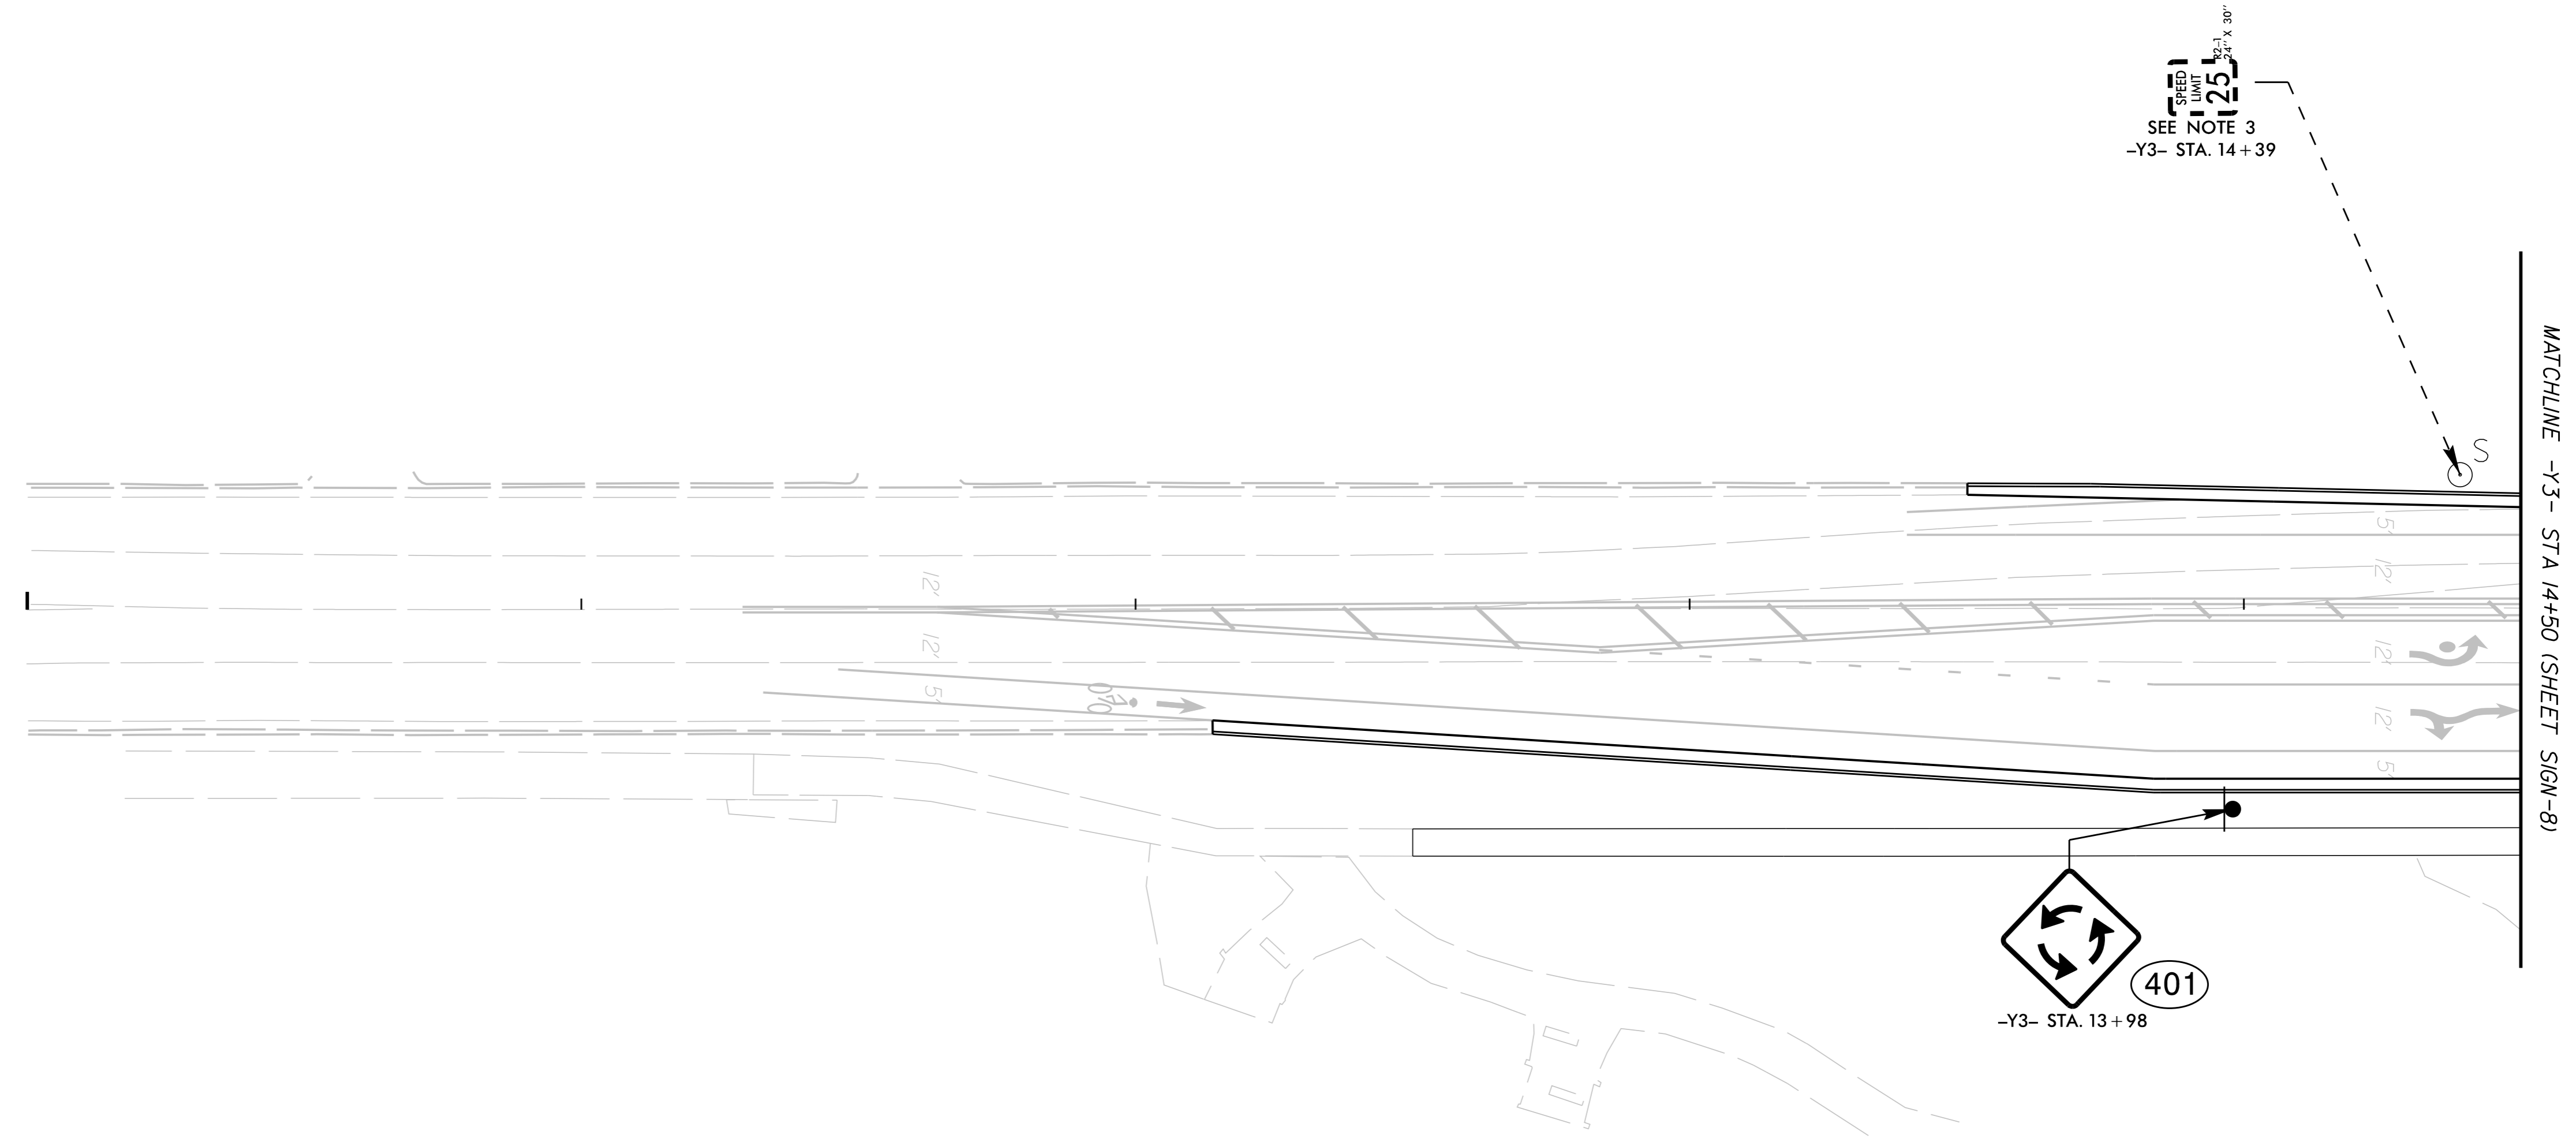 R2-1
24" X 30"
SPEED
LIMIT
25
SEE NOTE 3
-Y3- STA. 14+39
S
MATCHLINE -Y3- STA 14+50 (SHEET SIGN-8)
5'
12'
12'
12'
12'
12'
5'
5'
401
-Y3- STA. 13+98